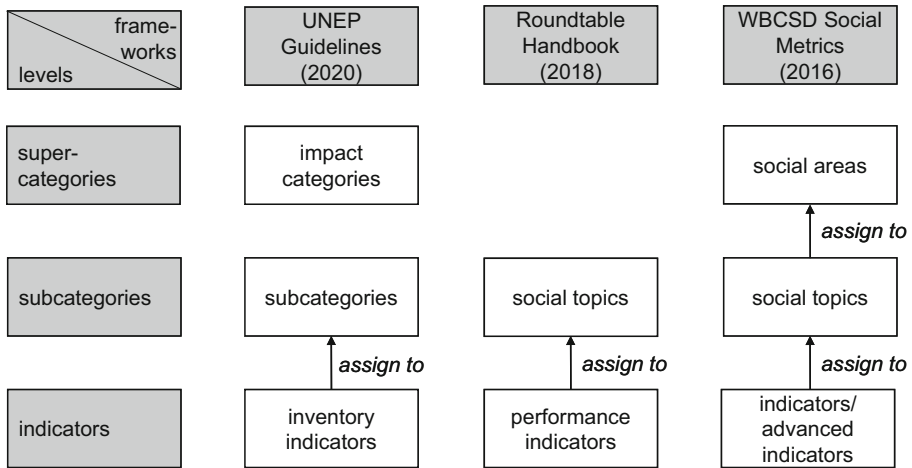 frame-
works
levels
UNEP
Guidelines
(2020)
Roundtable
Handbook
(2018)
WBCSD Social
Metrics
(2016)
super-
categories
impact
categories
social areas
assign to
subcategories
subcategories
social topics
social topics
assign to
assign to
assign to
indicators
inventory
indicators
performance
indicators
indicators/
advanced
indicators